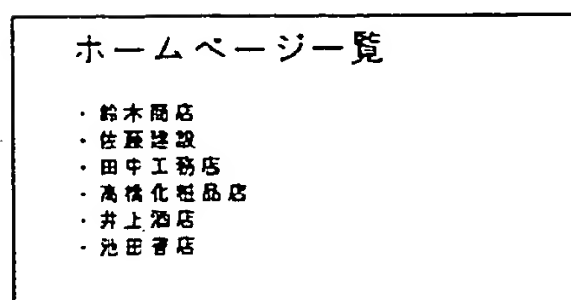 ホームページ一覧
・鈴木商店
・佐藤建設
・田中工務店
・高橋化粧品店
・井上酒店
・池田書店